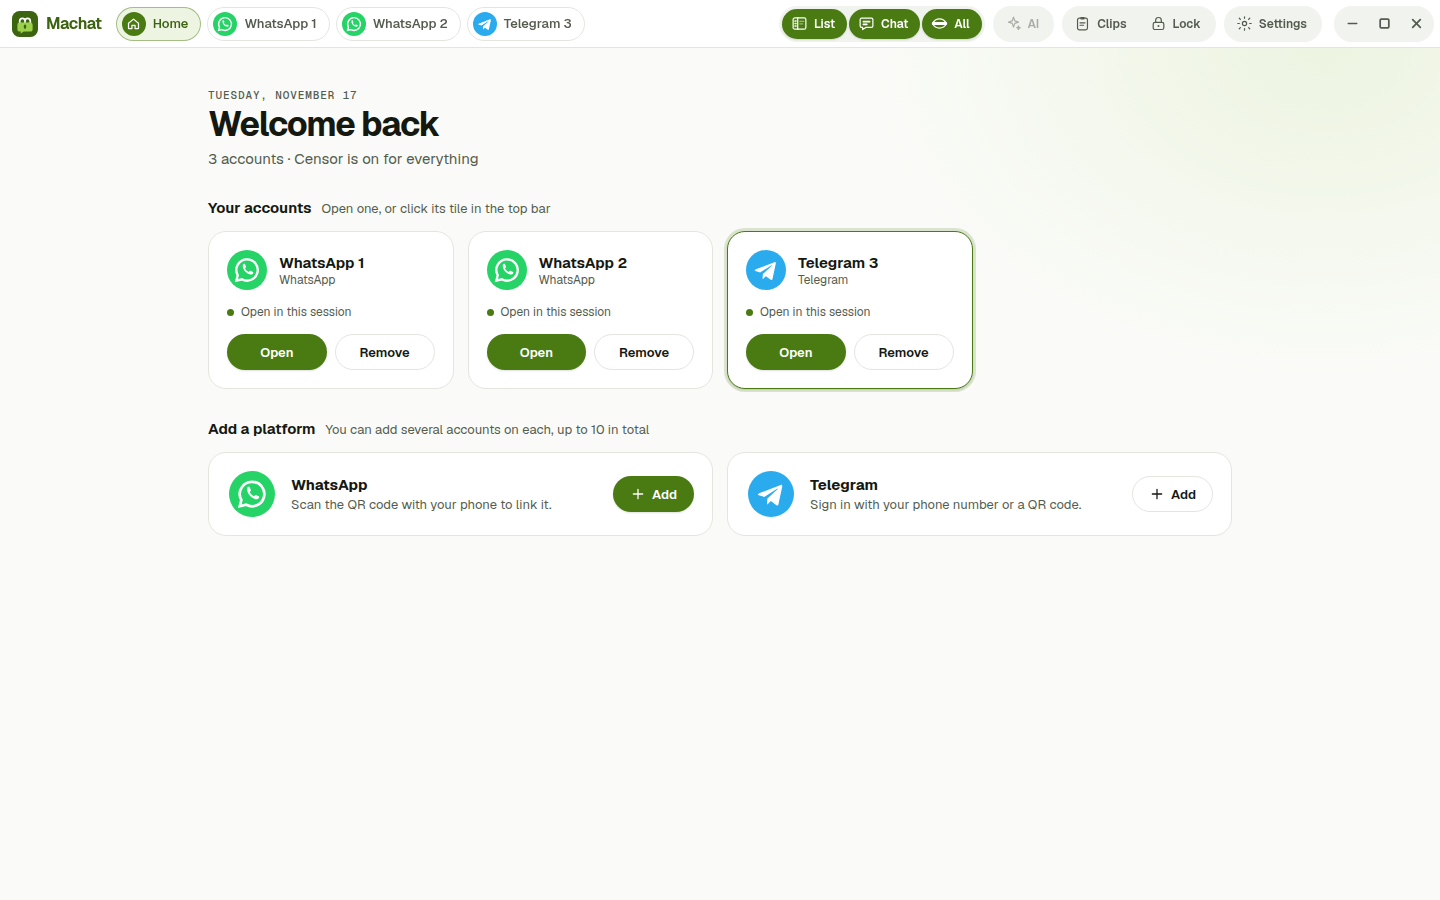 Machat
Home
WhatsApp 1
WhatsApp 2
Telegram 3
List
Chat
All
AI
Clips
Lock
Settings
TUESDAY, NOVEMBER 17
Welcome back
3 accounts · Censor is on for everything
Your accounts Open one, or click its tile in the top bar
WhatsApp 1
WhatsApp
Open in this session
Open
Remove
WhatsApp 2
WhatsApp
Open in this session
Open
Remove
Telegram 3
Telegram
Open in this session
Open
Remove
Add a platform You can add several accounts on each, up to 10 in total
WhatsApp
Scan the QR code with your phone to link it.
Add
Telegram
Sign in with your phone number or a QR code.
Add